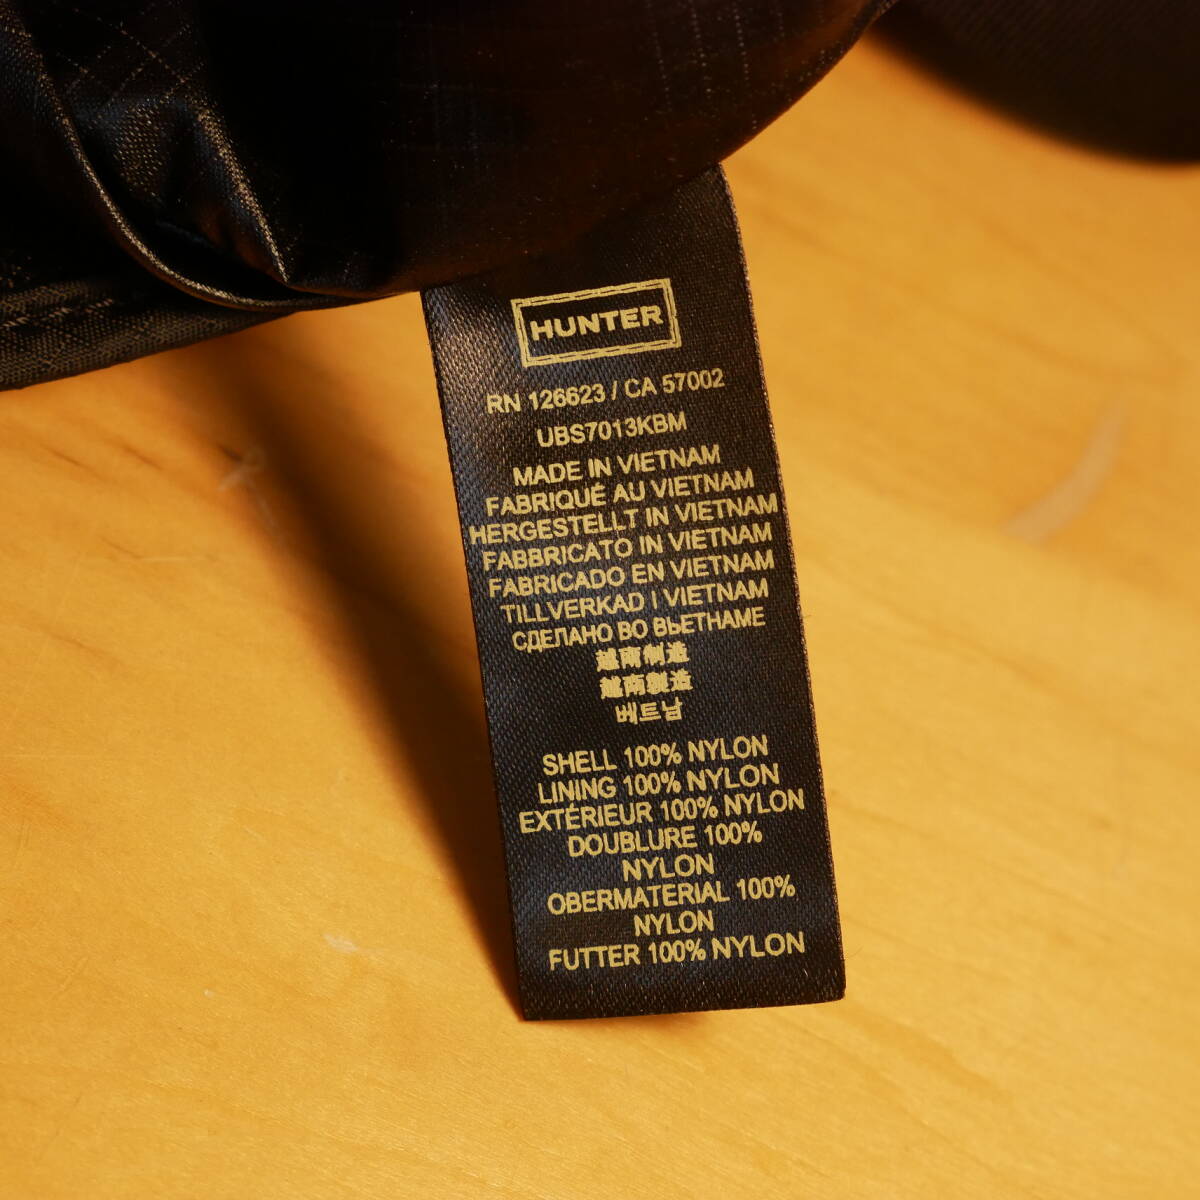 HUNTER
RN 126623 / CA 57002
UBS7013KBM
MADE IN VIETNAM
FABRIQUÉ AU VIETNAM
HERGESTELLT IN VIETNAM
FABBRICATO IN VIETNAM
FABRICADO EN VIETNAM
TILLVERKAD I VIETNAM
СДЕЛАНО ВО ВЬЕТНАМЕ
越南制造
越南製造
베트남
SHELL 100% NYLON
LINING 100% NYLON
EXTÉRIEUR 100% NYLON
DOUBLURE 100%
NYLON
OBERMATERIAL 100%
NYLON
FUTTER 100% NYLON